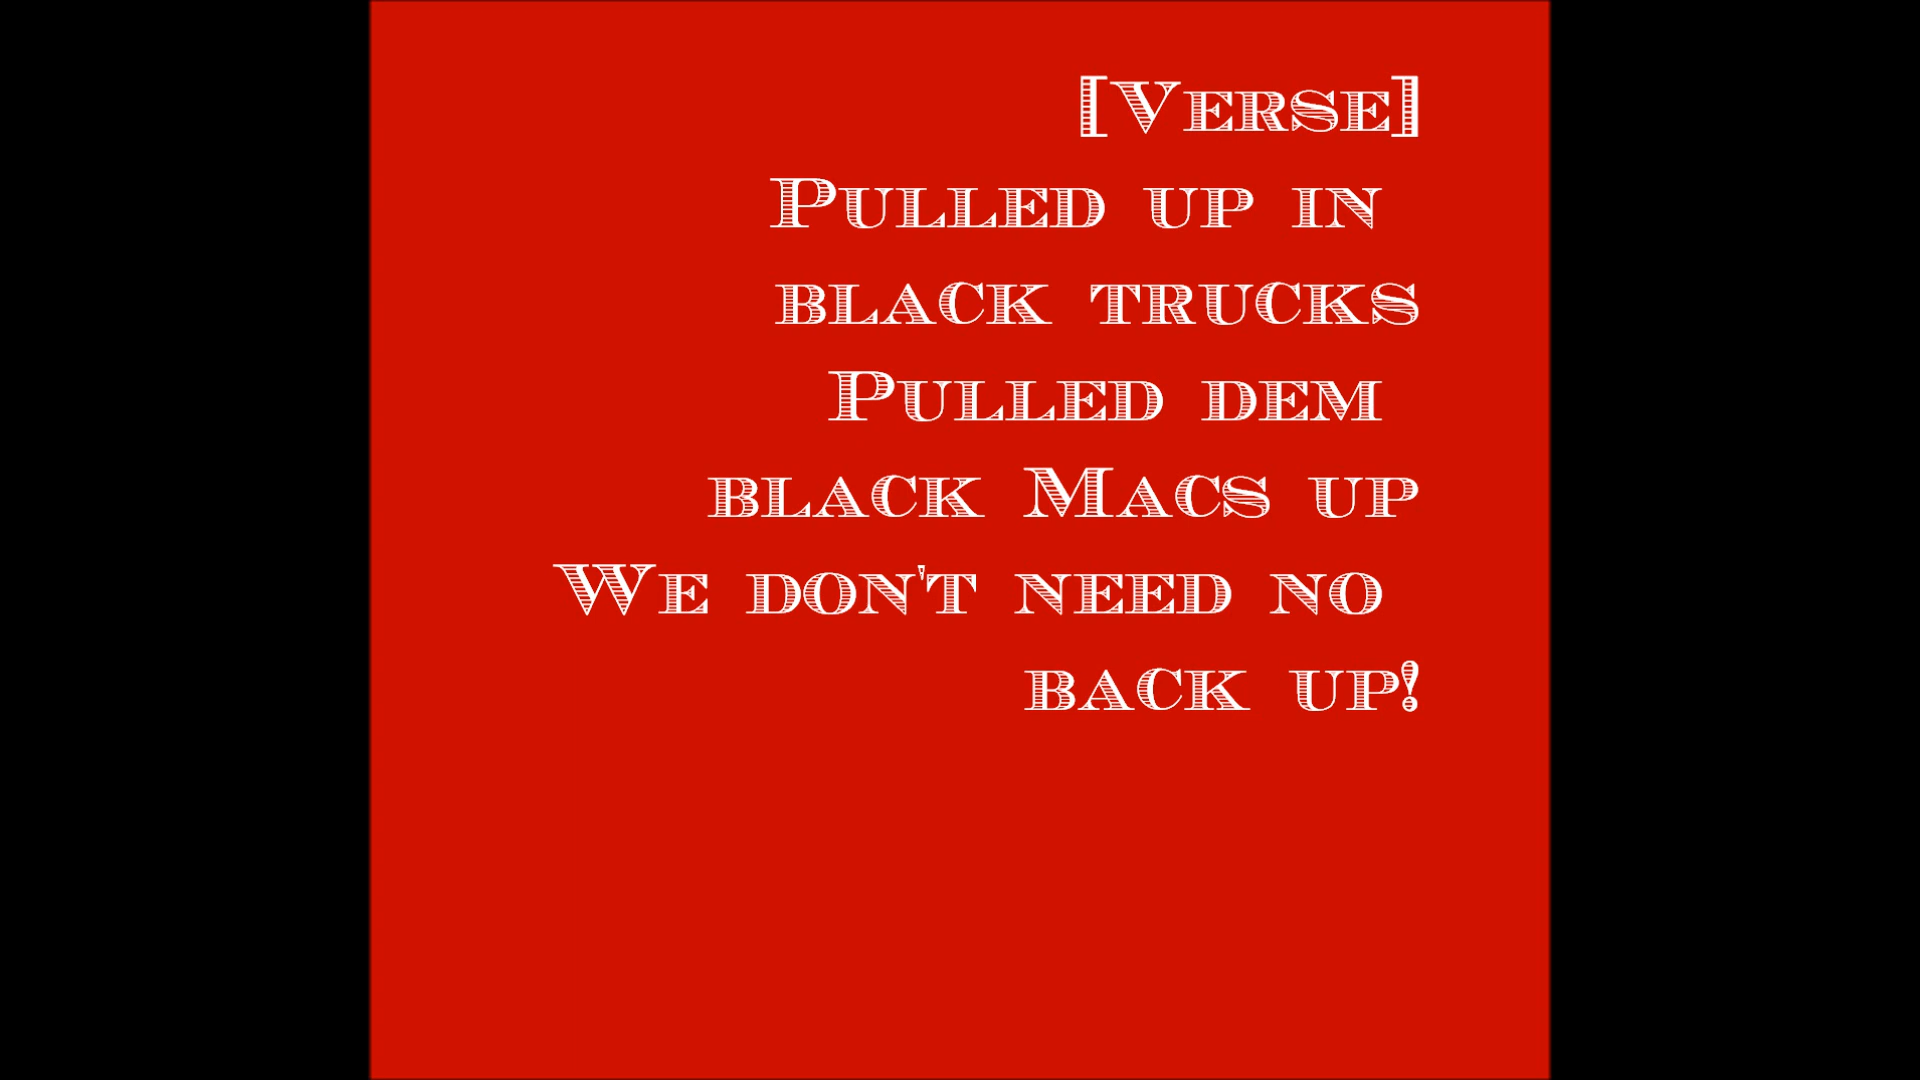 [Verse]
Pulled up in
black trucks
Pulled dem
black Macs up
We don't need no
back up!